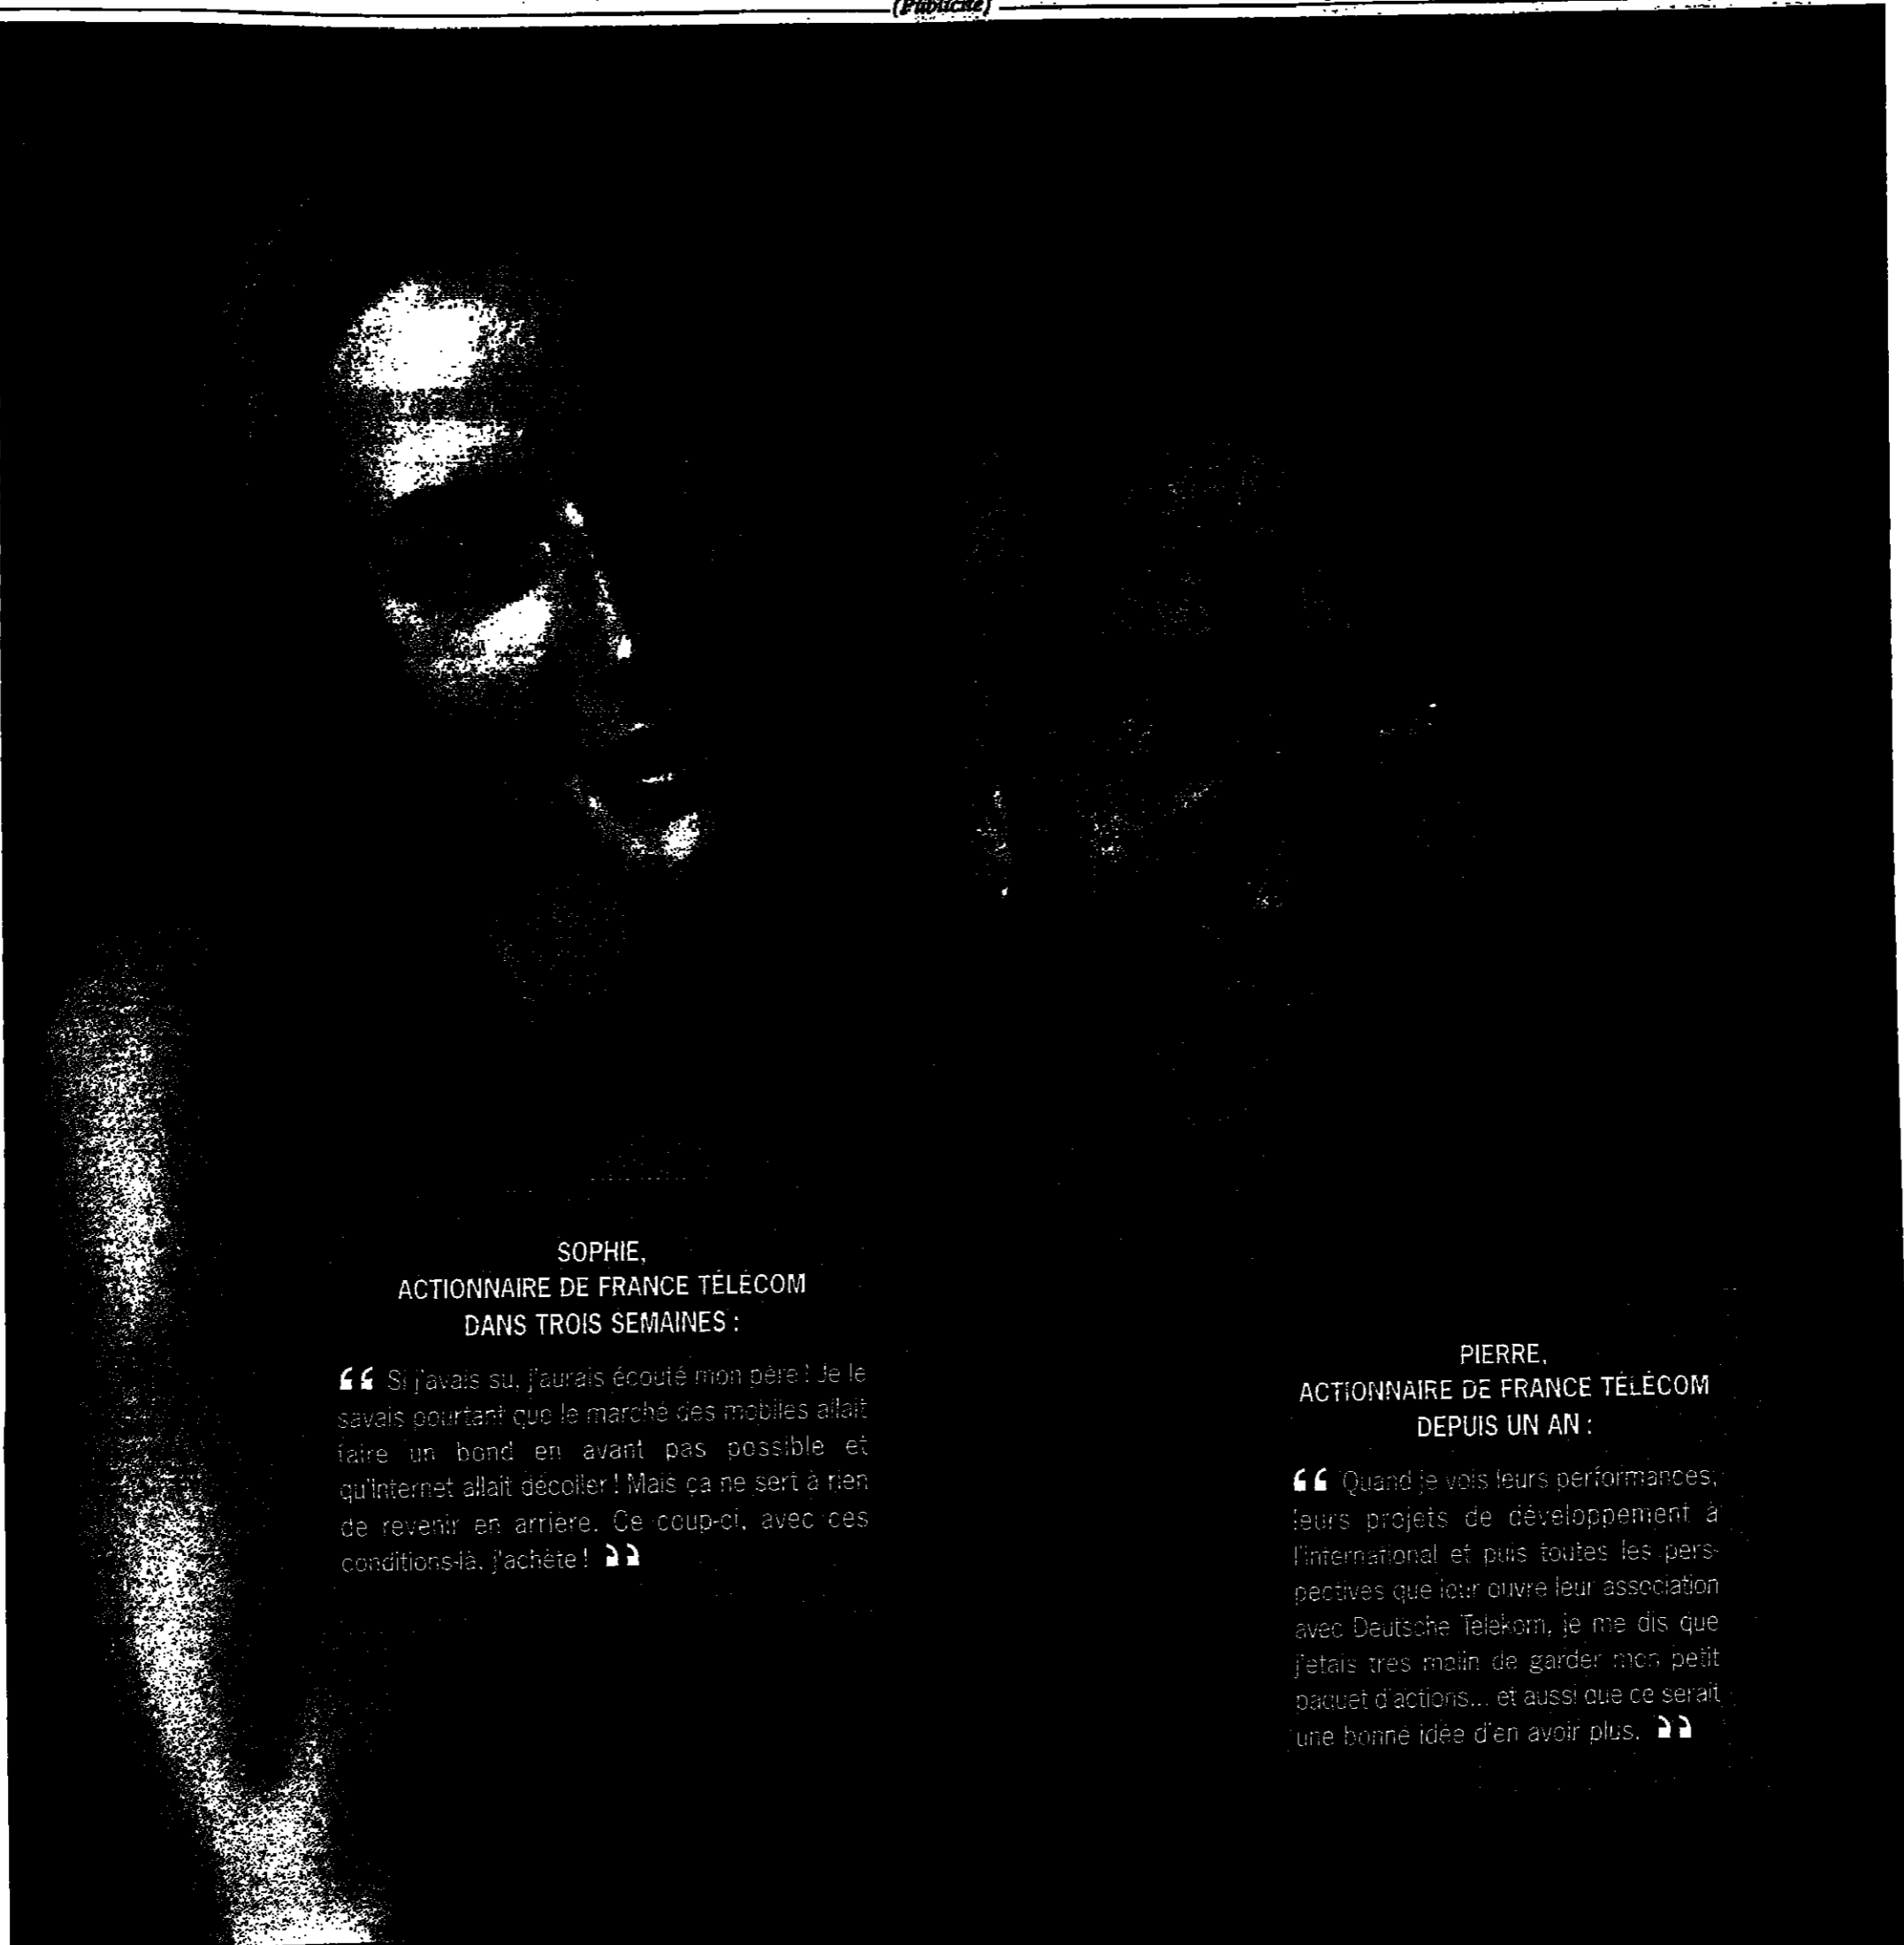 (Publicité)
SOPHIE,
ACTIONNAIRE DE FRANCE TÉLÉCOM
DANS TROIS SEMAINES :
“ Si j'avais su, j'aurais écouté mon père ! Je le
savais pourtant que le marché des mobiles allait
faire un bond en avant pas possible et
qu'Internet allait décoller ! Mais ça ne sert à rien
de revenir en arrière. Ce coup-ci, avec ces
conditions-là, j'achète ! ”
PIERRE,
ACTIONNAIRE DE FRANCE TÉLÉCOM
DEPUIS UN AN :
“ Quand je vois leurs performances,
leurs projets de développement à
l'international et puis toutes les pers-
pectives que leur ouvre leur association
avec Deutsche Telekom, je me dis que
j'étais très malin de garder mon petit
paquet d'actions... et aussi que ce serait
une bonne idée d'en avoir plus. ”